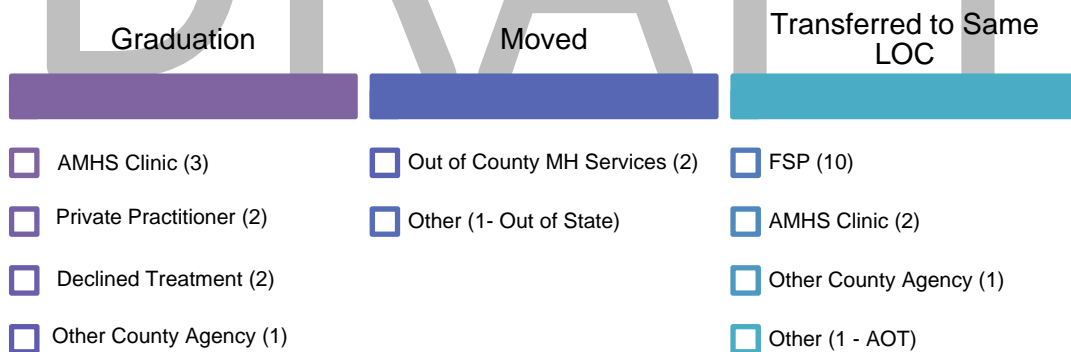 DRAFT
Graduation
AMHS Clinic (3)
Private Practitioner (2)
Declined Treatment (2)
Other County Agency (1)
Moved
Out of County MH Services (2)
Other (1- Out of State)
Transferred to Same
LOC
FSP (10)
AMHS Clinic (2)
Other County Agency (1)
Other (1 - AOT)